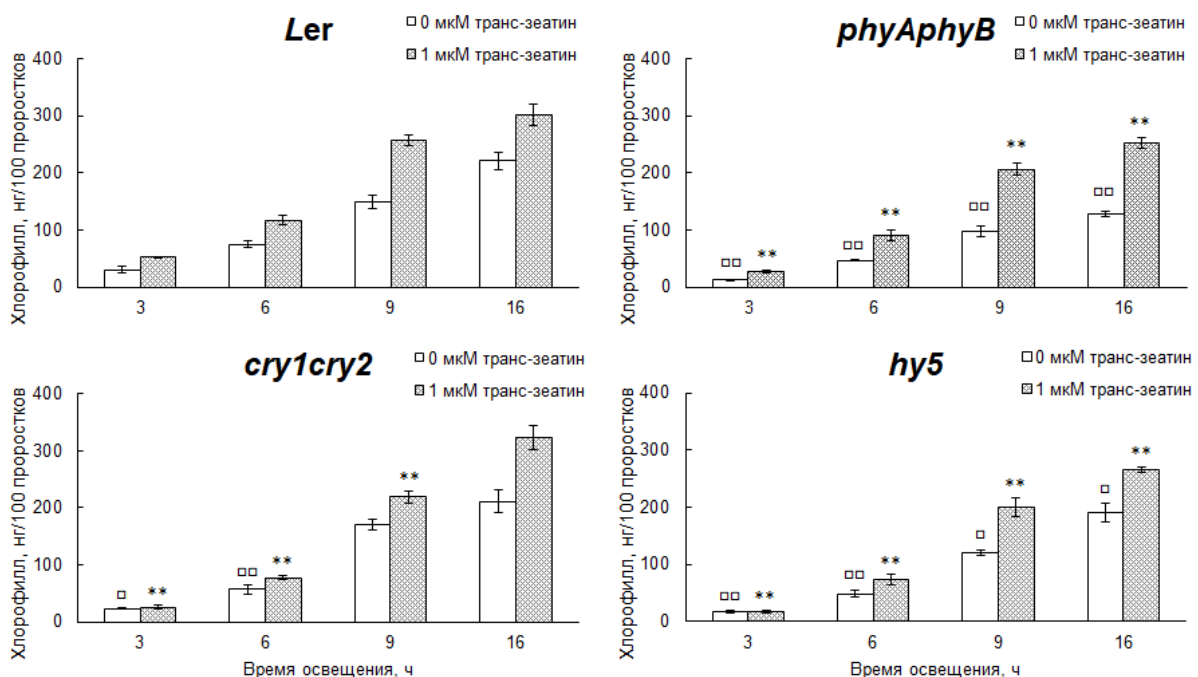 Ler
0 мкМ транс-зеатин
1 мкМ транс-зеатин
Хлорофилл, нг/100 проростков
400
300
200
100
0
3 6 9 16
phyAphyB
0 мкМ транс-зеатин
1 мкМ транс-зеатин
Хлорофилл, нг/100 проростков
400
300
200
100
0
** ** ** **
3 6 9 16
cry1cry2
0 мкМ транс-зеатин
1 мкМ транс-зеатин
Хлорофилл, нг/100 проростков
400
300
200
100
0
** ** **
3 6 9 16
Время освещения, ч
hy5
0 мкМ транс-зеатин
1 мкМ транс-зеатин
Хлорофилл, нг/100 проростков
400
300
200
100
0
** ** ** **
3 6 9 16
Время освещения, ч